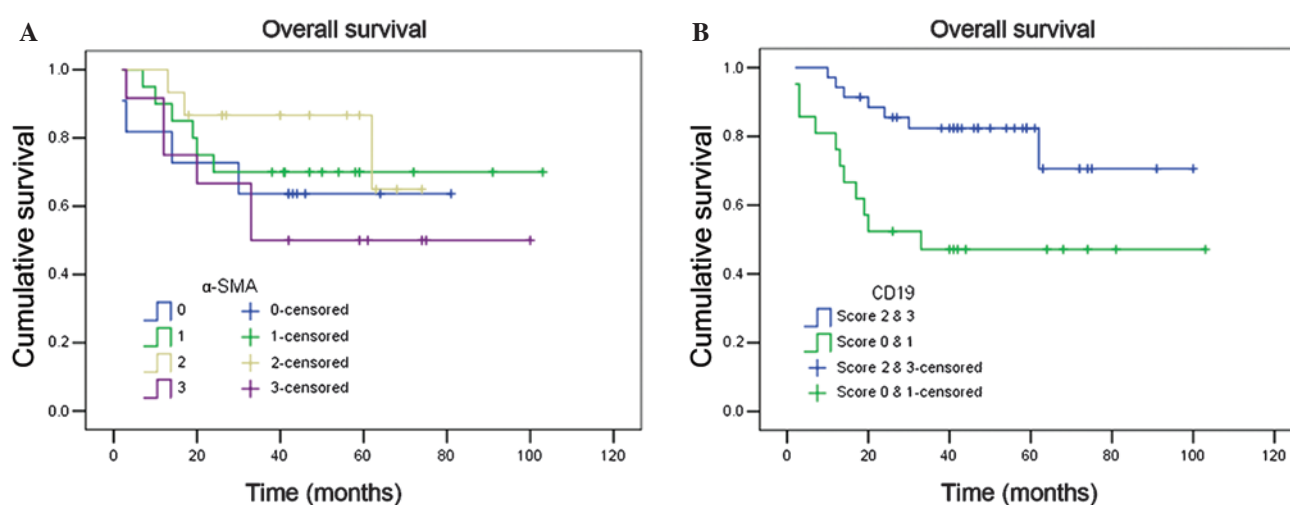 A
Overall survival
Cumulative survival
1.0
0.8
0.6
0.4
0.2
0.0
α-SMA
0 0-censored
1 1-censored
2 2-censored
3 3-censored
0 20 40 60 80 100 120
Time (months)
B
Overall survival
Cumulative survival
1.0
0.8
0.6
0.4
0.2
0.0
CD19
Score 2 & 3
Score 0 & 1
Score 2 & 3-censored
Score 0 & 1-censored
0 20 40 60 80 100 120
Time (months)